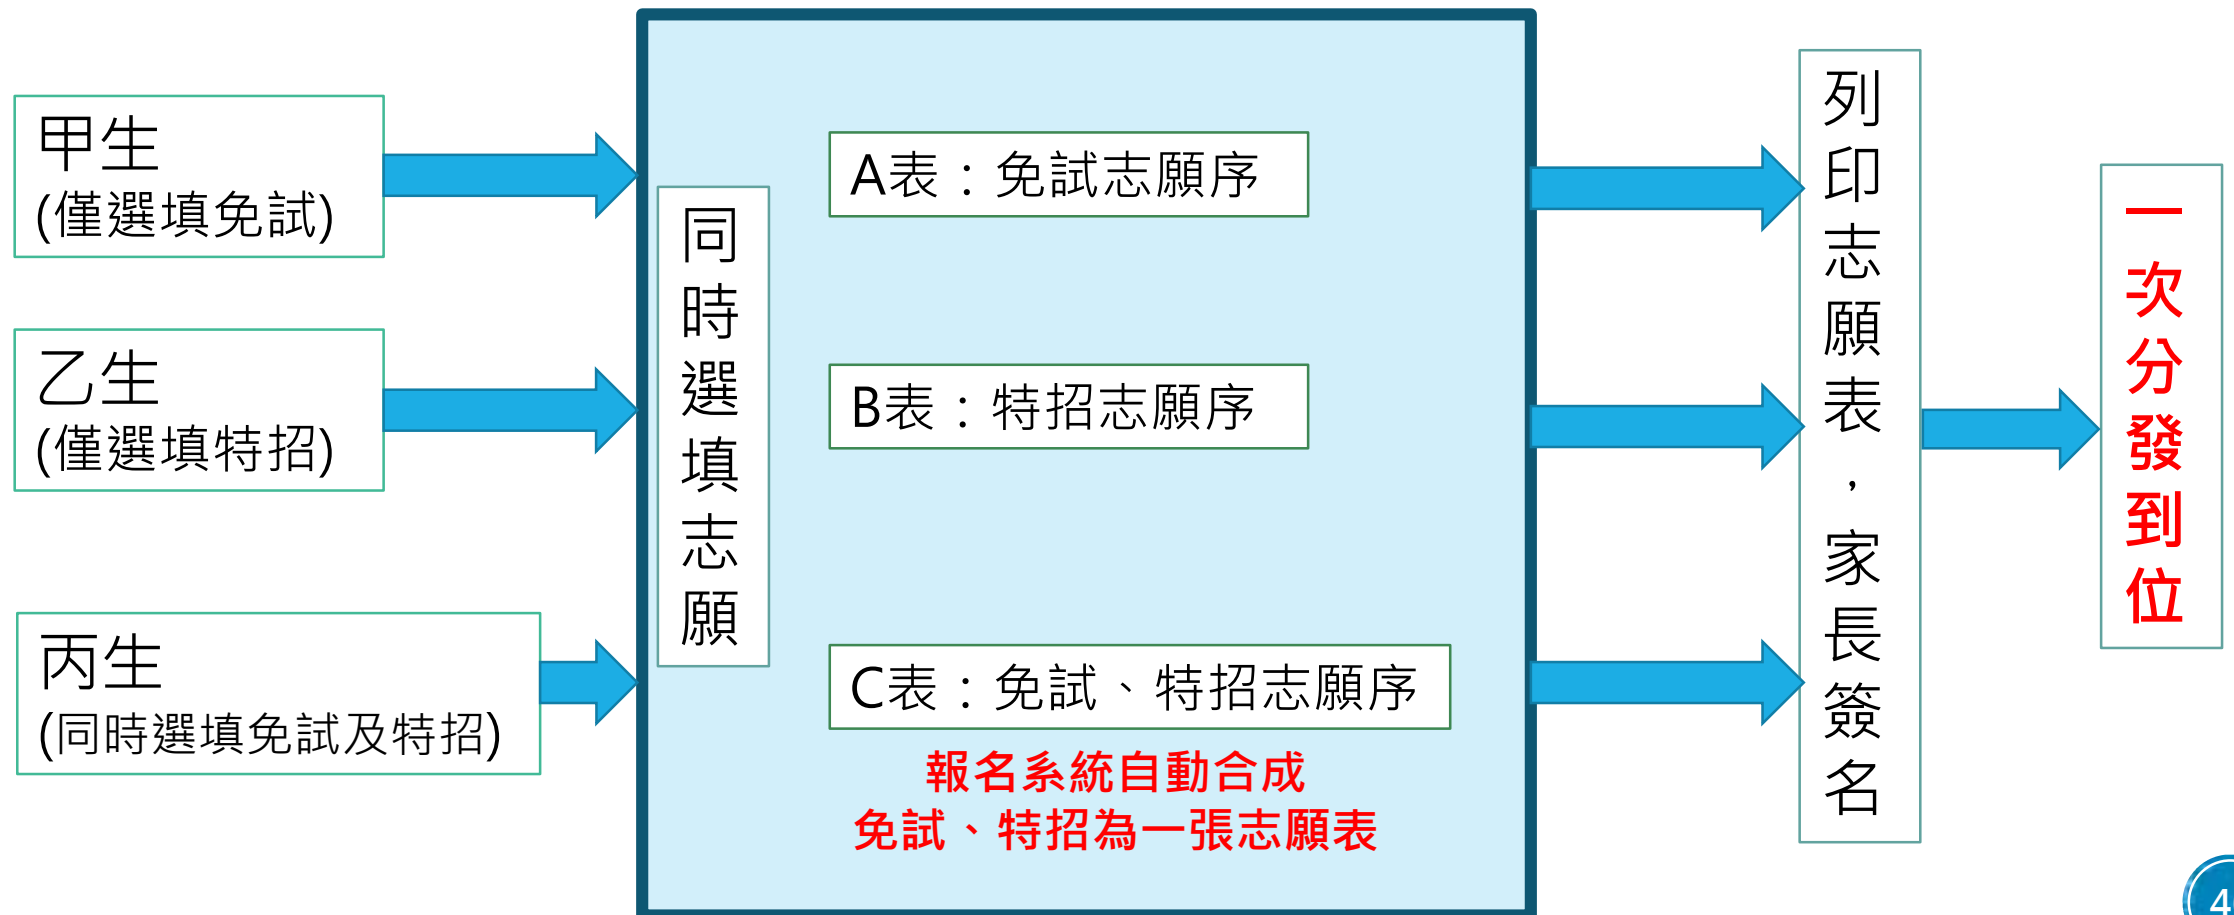 甲生
(僅選填免試)
乙生
(僅選填特招)
丙生
(同時選填免試及特招)
同時選填志願
A表：免試志願序
B表：特招志願序
C表：免試、特招志願序
報名系統自動合成
免試、特招為一張志願表
列印志願表，家長簽名
一次分發到位
4